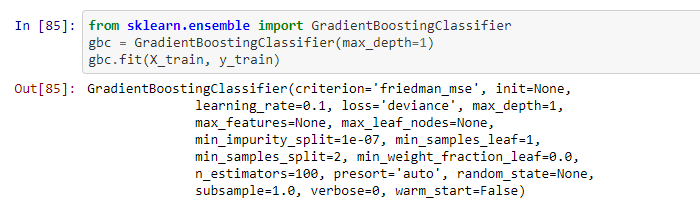 In [85]: from sklearn.ensemble import GradientBoostingClassifier
gbc = GradientBoostingClassifier(max_depth=1)
gbc.fit(X_train, y_train)
Out[85]: GradientBoostingClassifier(criterion='friedman_mse', init=None,
learning_rate=0.1, loss='deviance', max_depth=1,
max_features=None, max_leaf_nodes=None,
min_impurity_split=1e-07, min_samples_leaf=1,
min_samples_split=2, min_weight_fraction_leaf=0.0,
n_estimators=100, presort='auto', random_state=None,
subsample=1.0, verbose=0, warm_start=False)